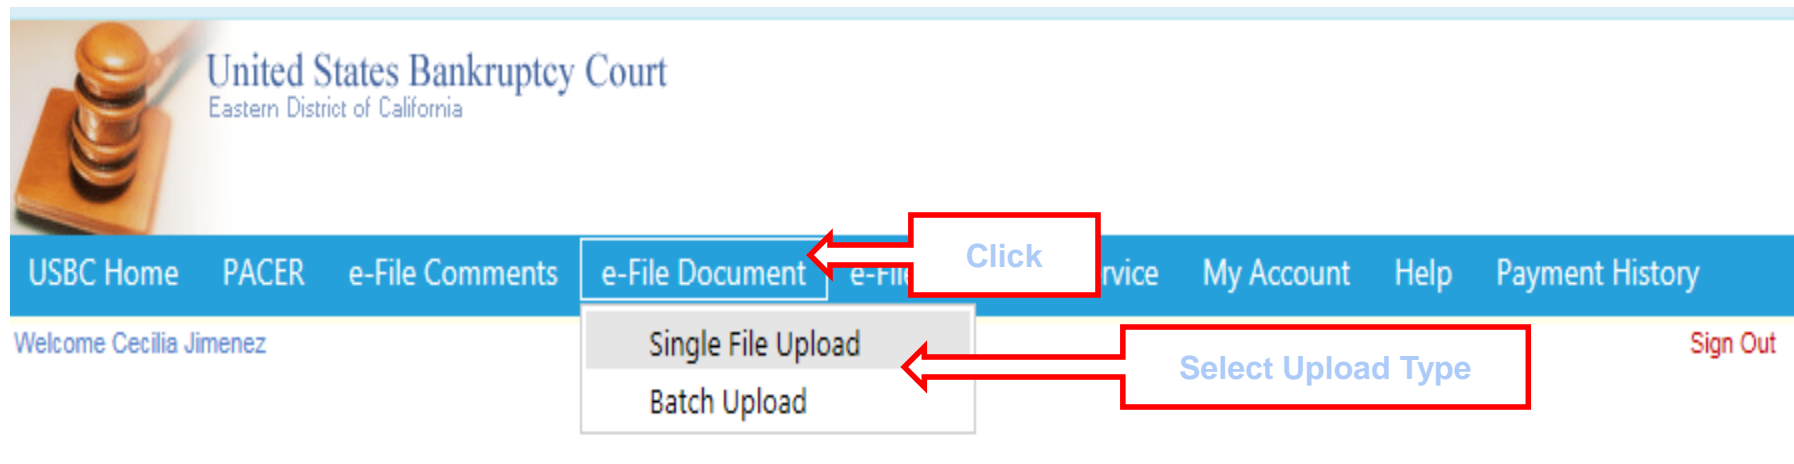 United States Bankruptcy Court
Eastern District of California
Click
USBC Home PACER e-File Comments e-File Document My Account Help Payment History
Welcome Cecilia Jimenez
Single File Upload
Select Upload Type
Sign Out
Batch Upload